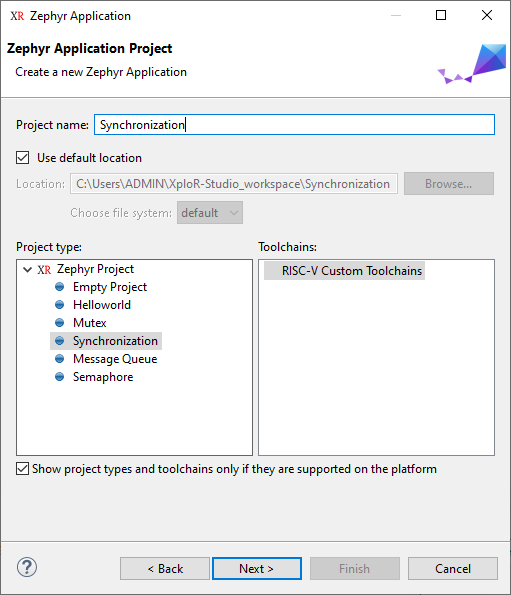 XR Zephyr Application
Zephyr Application Project
Create a new Zephyr Application
Project name: Synchronization
Use default location
Location: C:\Users\ADMIN\XploR-Studio_workspace\Synchronization Browse...
Choose file system: default
Project type: Toolchains:
XR Zephyr Project RISC-V Custom Toolchains
Empty Project
Helloworld
Mutex
Synchronization
Message Queue
Semaphore
Show project types and toolchains only if they are supported on the platform
? < Back Next > Finish Cancel